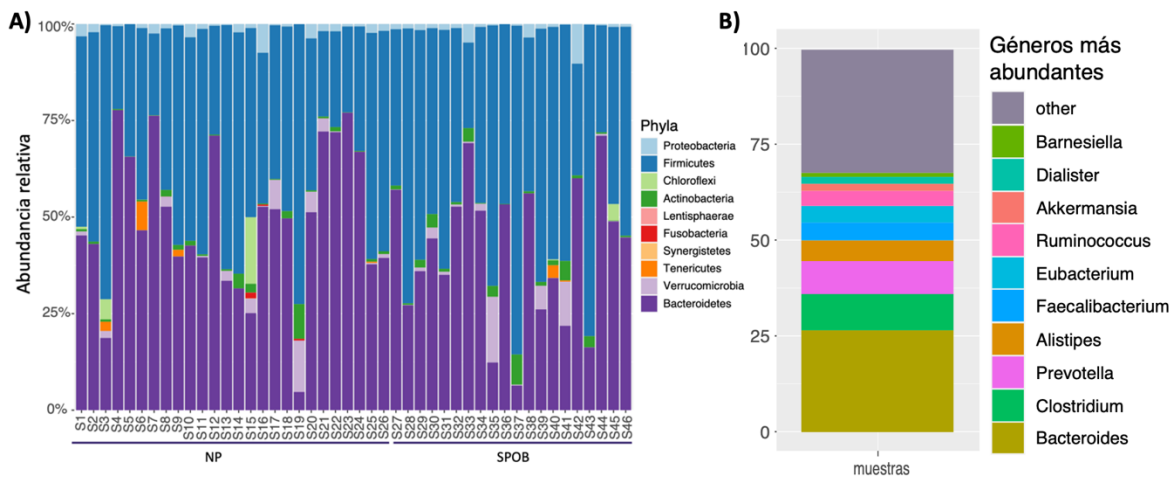 A)
Abundancia relativa
100%
75%
50%
25%
0%
S1 S2 S3 S4 S5 S6 S7 S8 S9 S10 S11 S12 S13 S14 S15 S16 S17 S18 S19 S20 S21 S22 S23 S24 S25 S26 S27 S28 S29 S30 S31 S32 S33 S34 S35 S36 S37 S38 S39 S40 S41 S42 S43 S44 S45 S46
NP
SPOB
Phyla
Proteobacteria
Firmicutes
Chloroflexi
Actinobacteria
Lentisphaerae
Fusobacteria
Synergistetes
Tenericutes
Verrucomicrobia
Bacteroidetes
B)
100
75
50
25
0
muestras
Géneros más
abundantes
other
Barnesiella
Dialister
Akkermansia
Ruminococcus
Eubacterium
Faecalibacterium
Alistipes
Prevotella
Clostridium
Bacteroides